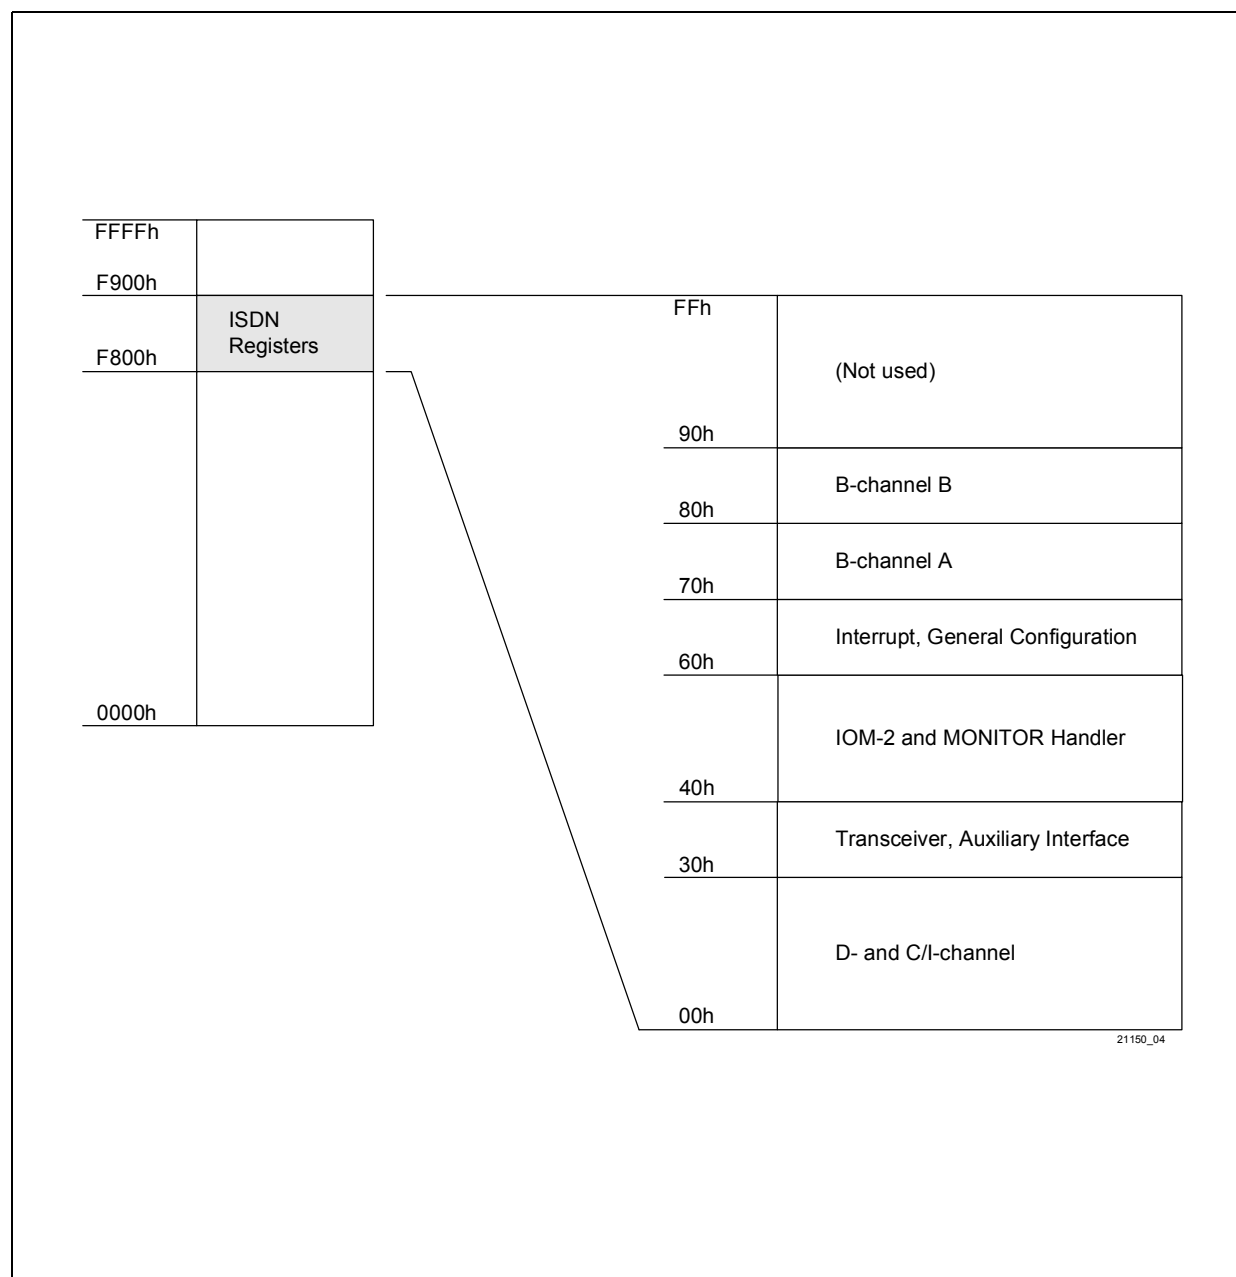 FFFFh
F900h
ISDN
Registers
F800h
0000h
FFh
(Not used)
90h
B-channel B
80h
B-channel A
70h
Interrupt, General Configuration
60h
IOM-2 and MONITOR Handler
40h
Transceiver, Auxiliary Interface
30h
D- and C/I-channel
00h
21150_04